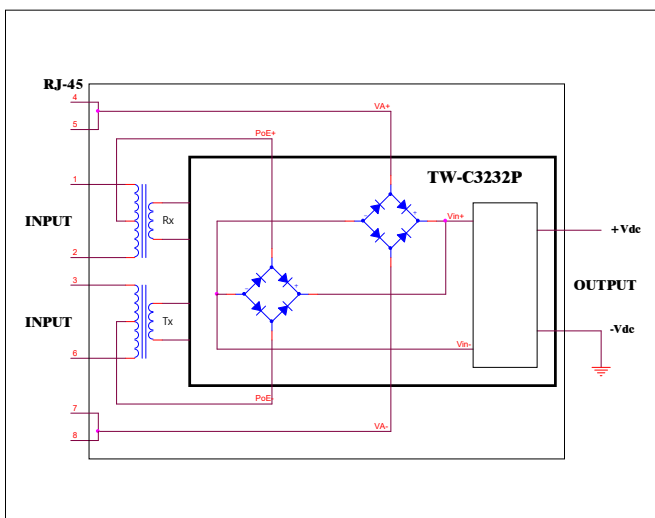 RJ-45
4
VA+
5
PoE+
1
TW-C3232P
- +
INPUT
Rx
Vin+
+Vdc
2
3
- +
OUTPUT
INPUT
Tx
-Vdc
6
Vin-
PoE-
7
8
VA-